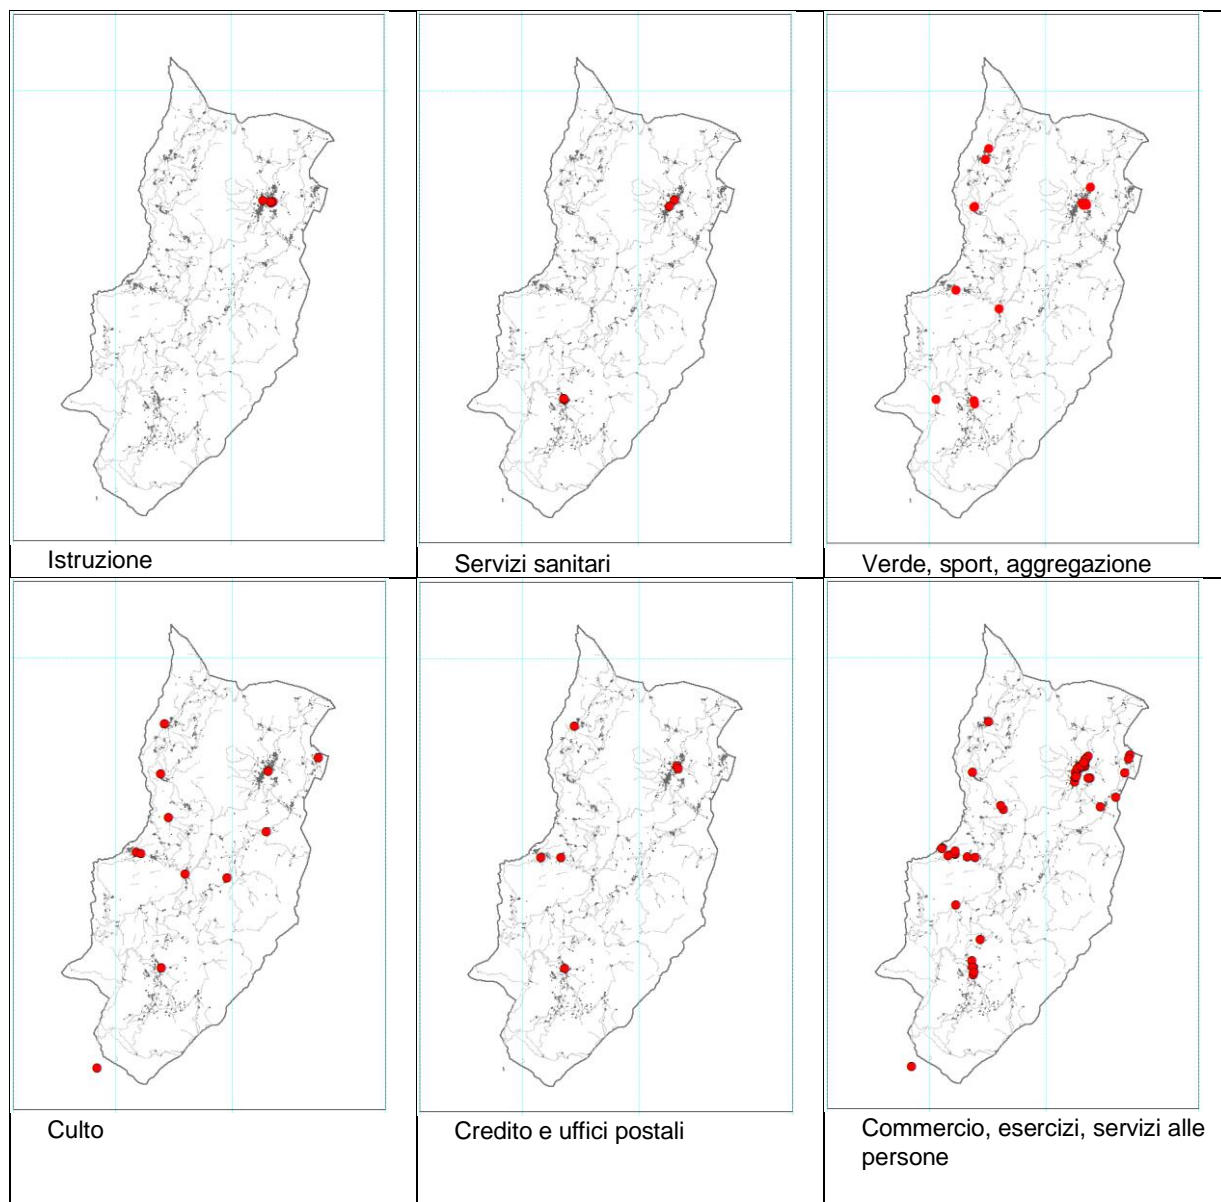 Istruzione
Servizi sanitari
Verde, sport, aggregazione
Culto
Credito e uffici postali
Commercio, esercizi, servizi alle
persone